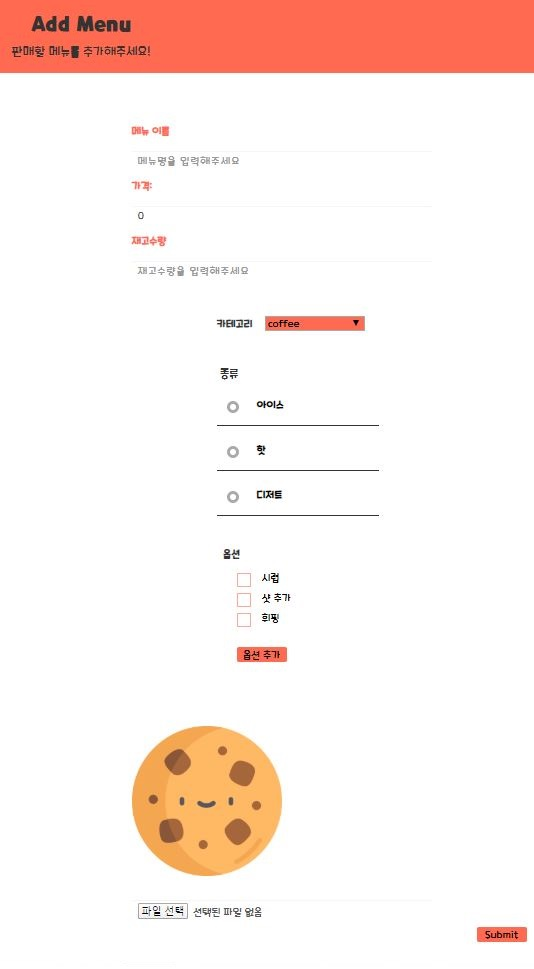 Add Menu
판매할 메뉴를 추가해주세요!
메뉴 이름
메뉴명을 입력해주세요
가격:
0
재고수량
재고수량을 입력해주세요
카테고리 coffee ▼
종류
아이스
핫
디저트
옵션
시럽
샷 추가
휘핑
옵션 추가
파일 선택 선택된 파일 없음
Submit